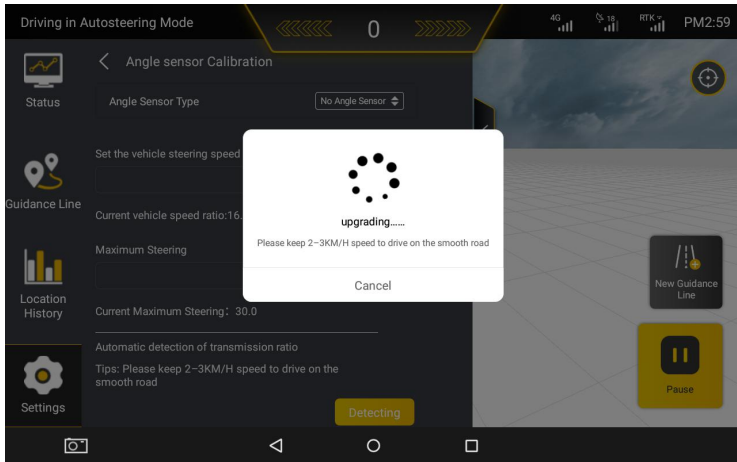 Driving in Autosteering Mode
0
4G
18
RTK
PM2:59
Status
Angle sensor Calibration
Angle Sensor Type
No Angle Sensor
Set the vehicle steering speed
Guidance Line
Current vehicle speed ratio:16.
Maximum Steering
upgrading......
Please keep 2-3KM/H speed to drive on the smooth road
Cancel
Location
History
Current Maximum Steering: 30.0
New Guidance
Line
Automatic detection of transmission ratio
Tips: Please keep 2-3KM/H speed to drive on the
smooth road
Settings
Detecting
Pause